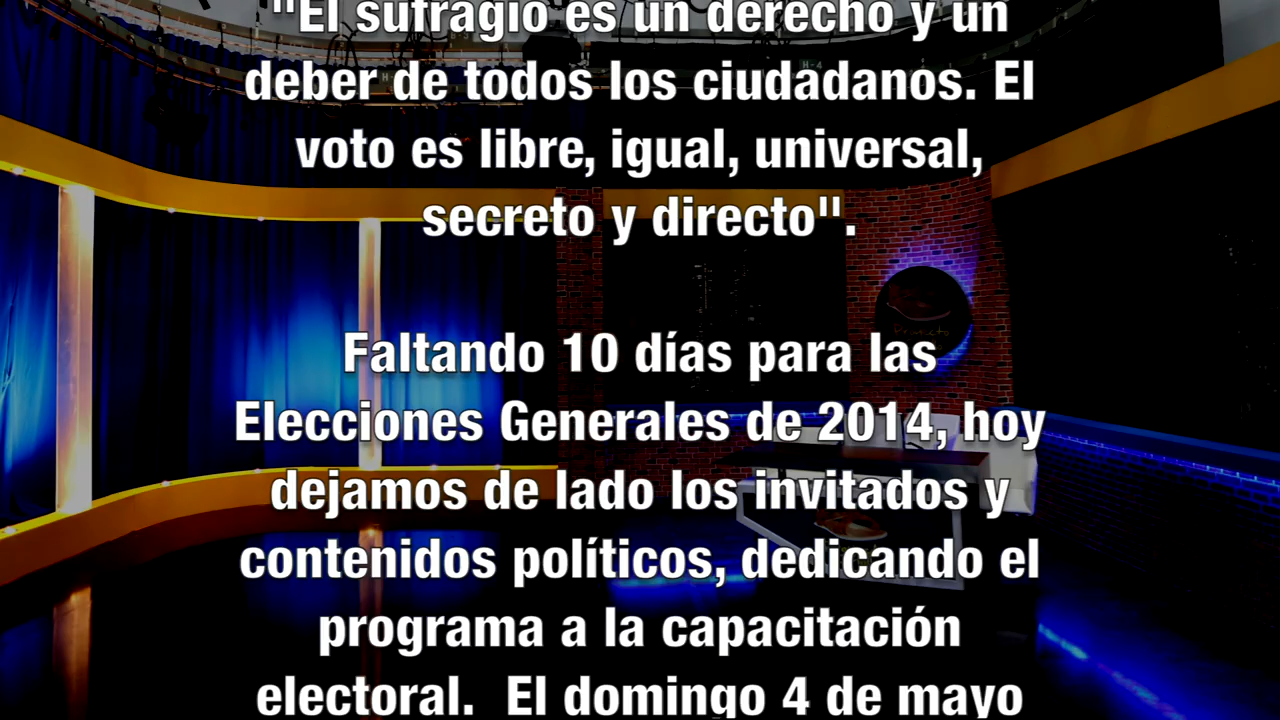 "El sufragio es un derecho y un
deber de todos los ciudadanos. El
voto es libre, igual, universal,
secreto y directo".
Faltando 10 días para las
Elecciones Generales de 2014, hoy
dejamos de lado los invitados y
contenidos políticos, dedicando el
programa a la capacitación
electoral. El domingo 4 de mayo